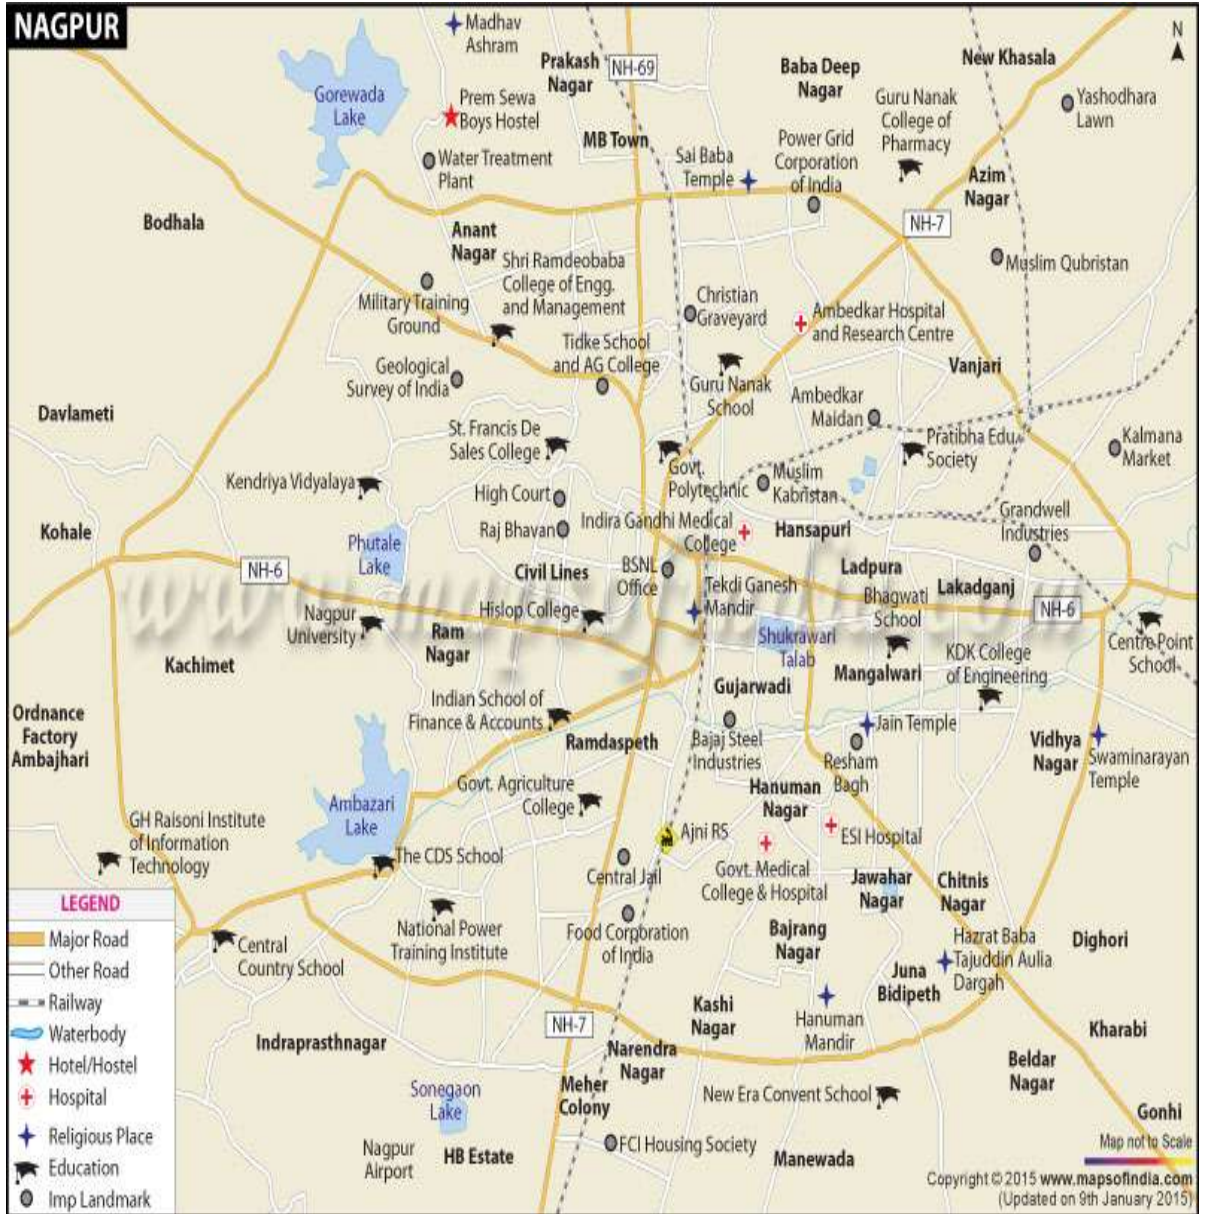 NAGPUR
Madhav
Ashram
N
Prakash
Nagar
NH-69
Baba Deep
Nagar
New Khasala
Gorewada
Lake
Prem Sewa
Boys Hostel
Guru Nanak
College of
Pharmacy
Yashodhara
Lawn
MB Town
Water Treatment
Plant
Sai Baba
Temple
Power Grid
Corporation
of India
Azim
Nagar
Bodhala
NH-7
Anant
Nagar
Shri Ramdeobaba
College of Engg.
and Management
Muslim Qubristan
Military Training
Ground
Christian
Graveyard
Ambedkar Hospital
and Research Centre
Tidke School
and AG College
Geological
Survey of India
Guru Nanak
School
Vanjari
Ambedkar
Maidan
Davlameti
St. Francis De
Sales College
Pratibha Edu.
Society
Kalmana
Market
Kendriya Vidyalaya
Govt.
Polytechnic
Muslim
Kabristan
High Court
Grandwell
Industries
Kohale
Raj Bhavan
Indira Gandhi Medical
College
Hansapuri
Phutale
Lake
NH-6
Civil Lines
BSNL
Office
Ladpura
Lakadganj
www.mapsofindia.com
Tekdi Ganesh
Mandir
Bhagwati
School
NH-6
Nagpur
University
Hislop College
Ram
Nagar
Shukrawari
Talab
Centre Point
School
Kachimet
Mangalwari
KDK College
of Engineering
Gujarwadi
Indian School of
Finance & Accounts
Ordnance
Factory
Ambajhari
Ramdaspeth
Bajaj Steel
Industries
Jain Temple
Resham
Bagh
Vidhya
Nagar
Swaminarayan
Temple
Govt. Agriculture
College
Hanuman
Nagar
Ambazari
Lake
GH Raisoni Institute
of Information
Technology
Ajni RS
ESI Hospital
The CDS School
Central Jail
Govt. Medical
College & Hospital
Jawahar
Nagar
Chitnis
Nagar
LEGEND
Major Road
Other Road
Railway
Waterbody
Hotel/Hostel
Hospital
Religious Place
Education
Imp Landmark
Central
Country School
National Power
Training Institute
Food Corporation
of India
Bajrang
Nagar
Hazrat Baba
Tajuddin Aulia
Dargah
Dighori
Juna
Bidipeth
Kashi
Nagar
Hanuman
Mandir
NH-7
Indraprasthnagar
Narendra
Nagar
Kharabi
Beldar
Nagar
Meher
Colony
Sonegaon
Lake
New Era Convent School
Gonhi
Nagpur
Airport
HB Estate
FCI Housing Society
Manewada
Map not to Scale
Copyright © 2015 www.mapsofindia.com
(Updated on 9th January 2015)